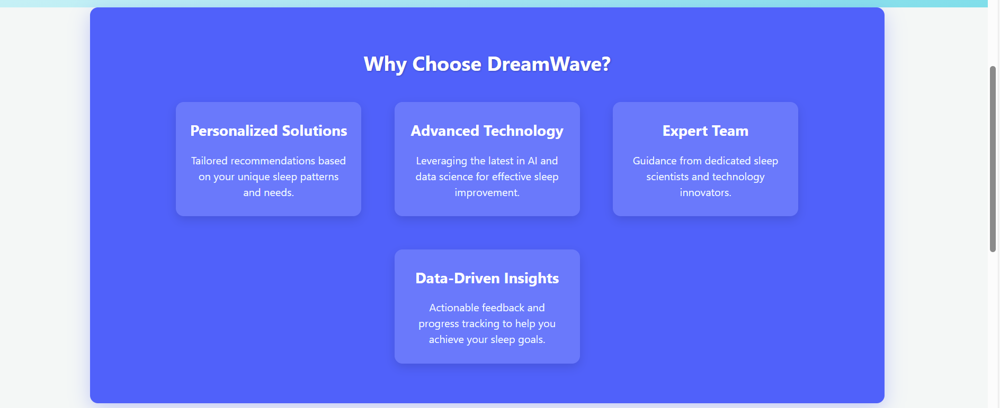 Why Choose DreamWave?
Personalized Solutions
Tailored recommendations based
on your unique sleep patterns
and needs.
Advanced Technology
Leveraging the latest in AI and
data science for effective sleep
improvement.
Expert Team
Guidance from dedicated sleep
scientists and technology
innovators.
Data-Driven Insights
Actionable feedback and
progress tracking to help you
achieve your sleep goals.